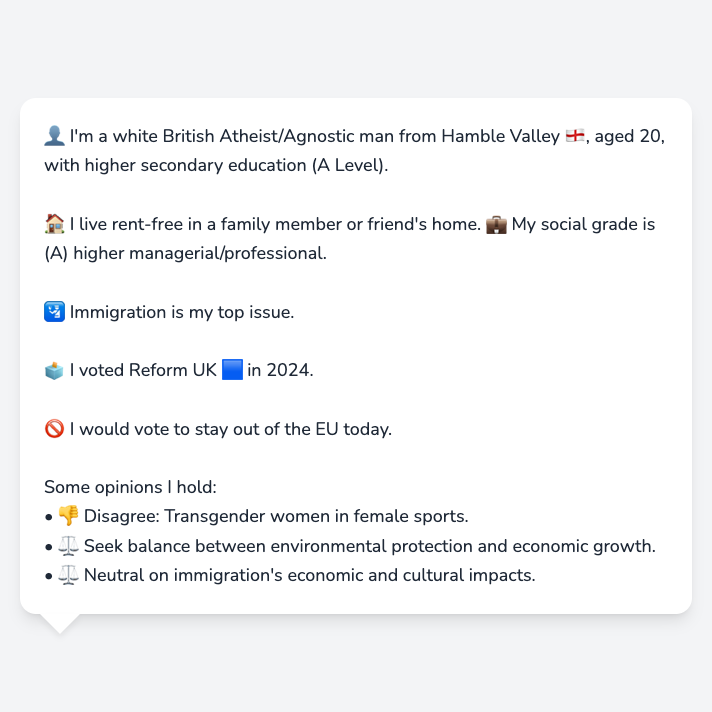 👤 I'm a white British Atheist/Agnostic man from Hamble Valley 🏴󠁧󠁢󠁥󠁮󠁧󠁿, aged 20,
with higher secondary education (A Level).
🏠 I live rent-free in a family member or friend's home. 💼 My social grade is
(A) higher managerial/professional.
🛂 Immigration is my top issue.
🗳️ I voted Reform UK 🟦 in 2024.
🚫 I would vote to stay out of the EU today.
Some opinions I hold:
• 👎 Disagree: Transgender women in female sports.
• ⚖️ Seek balance between environmental protection and economic growth.
• ⚖️ Neutral on immigration's economic and cultural impacts.